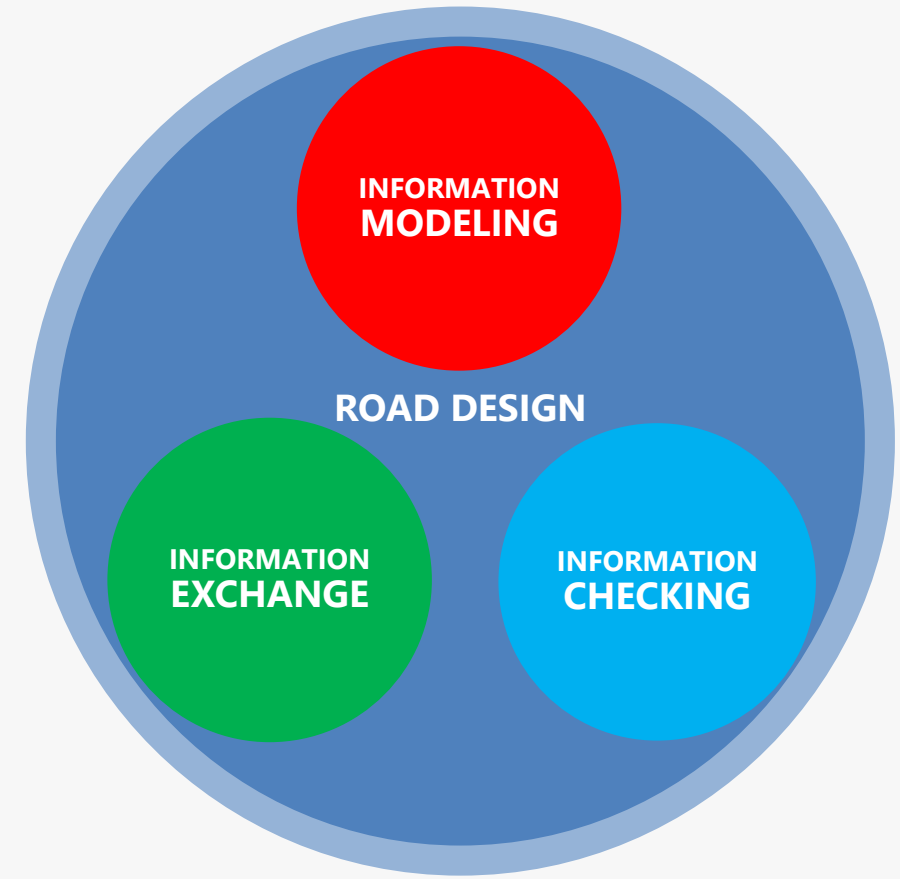 INFORMATION
MODELING
ROAD DESIGN
INFORMATION
EXCHANGE
INFORMATION
CHECKING